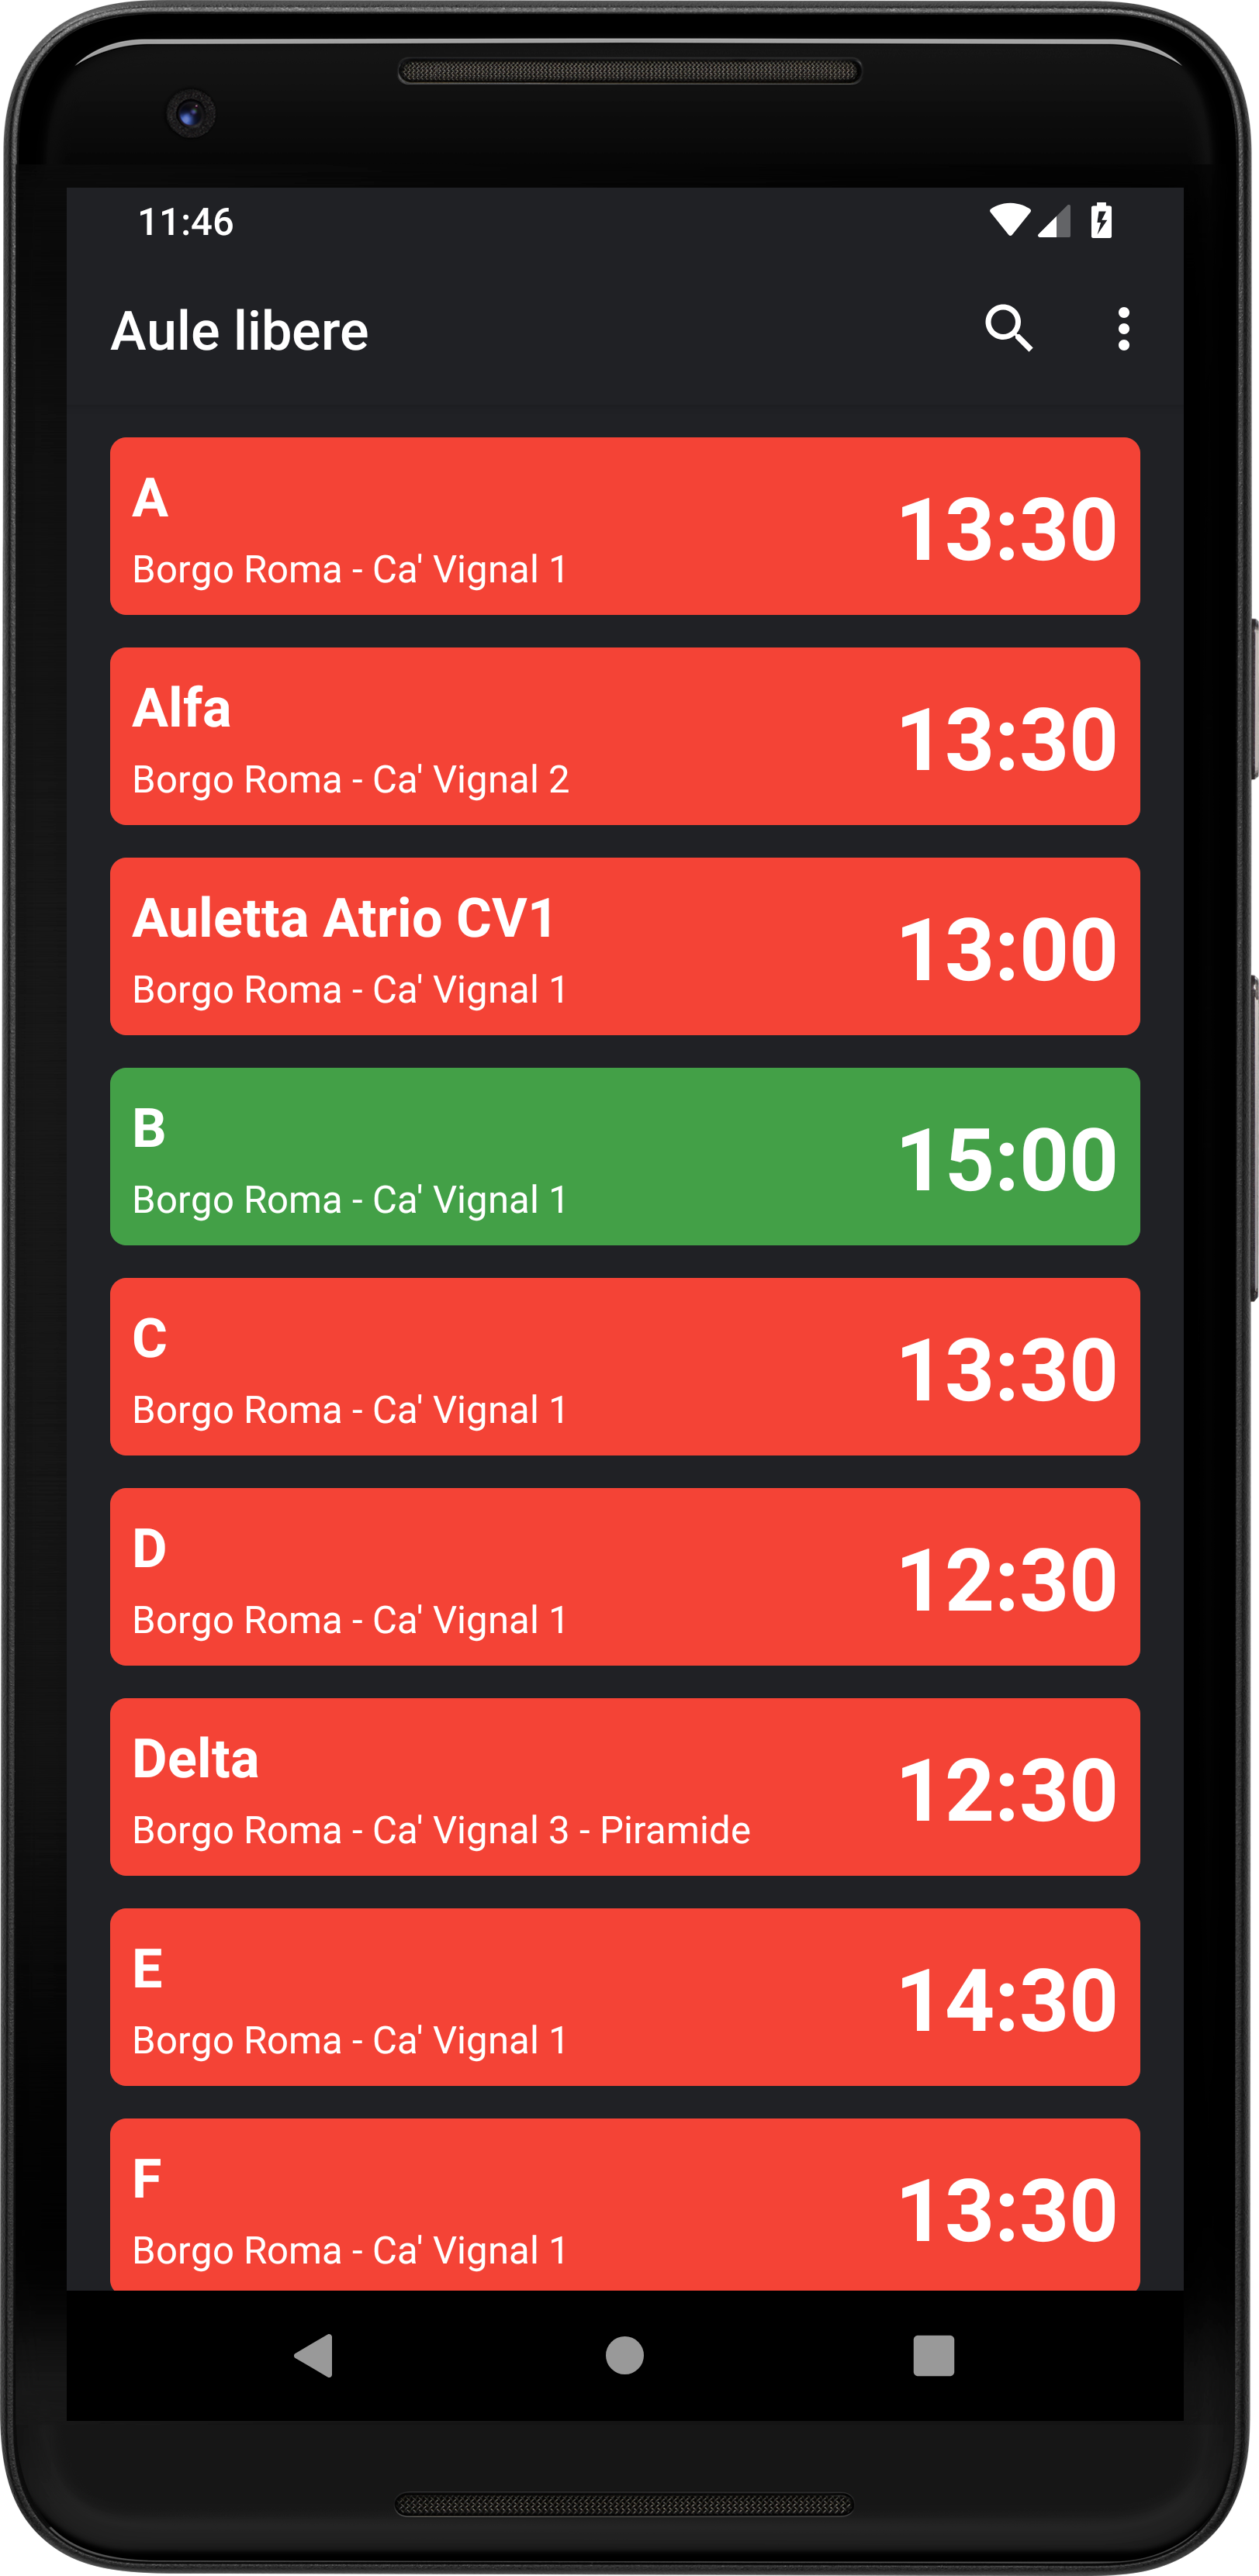 11:46
Aule libere
A
Borgo Roma - Ca' Vignal 1
13:30
Alfa
Borgo Roma - Ca' Vignal 2
13:30
Auletta Atrio CV1
Borgo Roma - Ca' Vignal 1
13:00
B
Borgo Roma - Ca' Vignal 1
15:00
C
Borgo Roma - Ca' Vignal 1
13:30
D
Borgo Roma - Ca' Vignal 1
12:30
Delta
Borgo Roma - Ca' Vignal 3 - Piramide
12:30
E
Borgo Roma - Ca' Vignal 1
14:30
F
Borgo Roma - Ca' Vignal 1
13:30